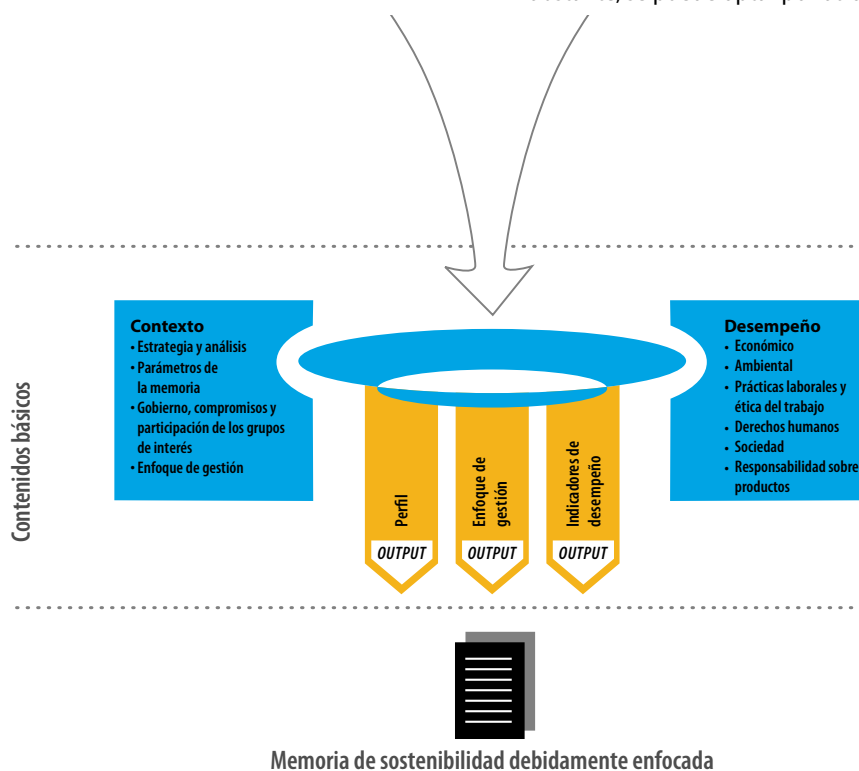 Contenidos básicos
Contexto
• Estrategia y análisis
• Parámetros de
la memoria
• Gobierno, compromisos y
participación de los grupos
de interés
• Enfoque de gestión
Perfil
OUTPUT
Enfoque de
gestión
OUTPUT
Indicadores de
desempeño
OUTPUT
Desempeño
• Económico
• Ambiental
• Prácticas laborales y
ética del trabajo
• Derechos humanos
• Sociedad
• Responsabilidad sobre
productos
Memoria de sostenibilidad debidamente enfocada